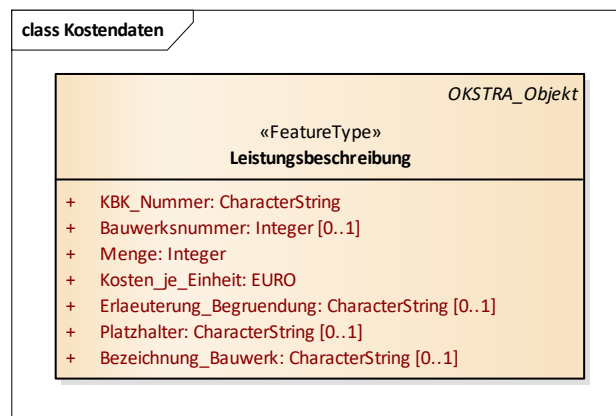 class Kostendaten
OKSTRA_Objekt
«FeatureType»
Leistungsbeschreibung
+ KBK_Nummer: CharacterString
+ Bauwerksnummer: Integer [0..1]
+ Menge: Integer
+ Kosten_je_Einheit: EURO
+ Erlaeuterung_Begruendung: CharacterString [0..1]
+ Platzhalter: CharacterString [0..1]
+ Bezeichnung_Bauwerk: CharacterString [0..1]